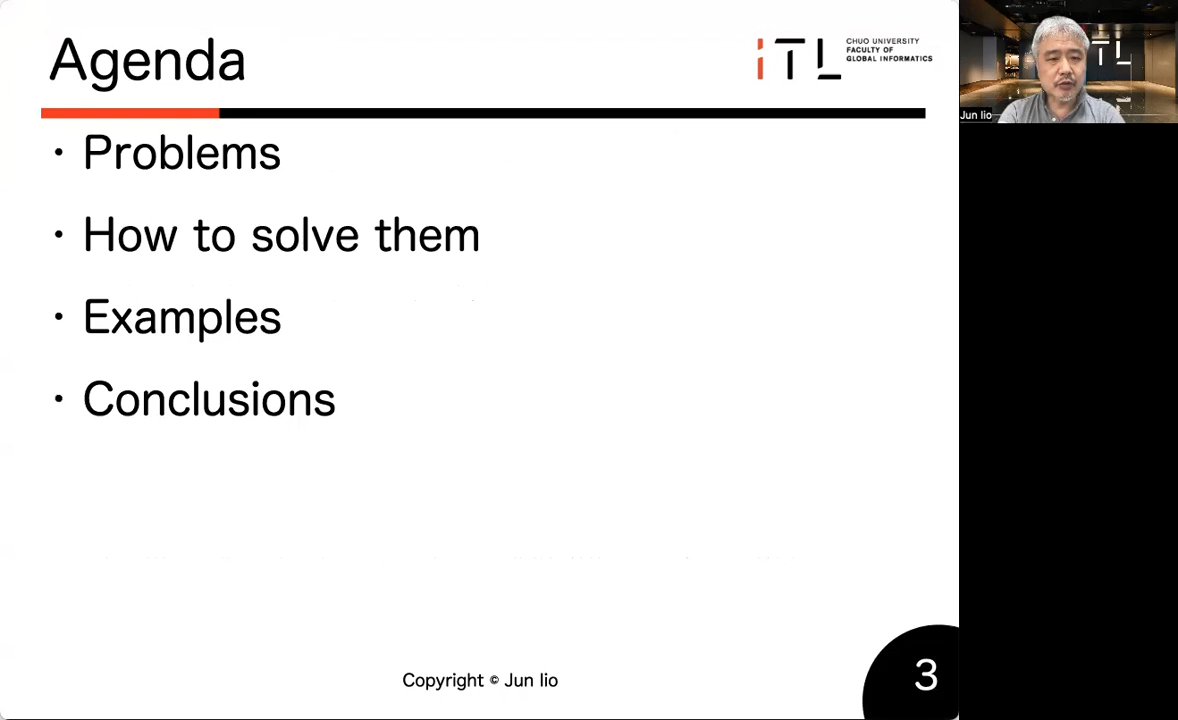 Agenda
iTL
CHUO UNIVERSITY
FACULTY OF
GLOBAL INFORMATICS
・Problems
・How to solve them
・Examples
・Conclusions
Copyright © Jun Iio
3
TL
Jun Iio